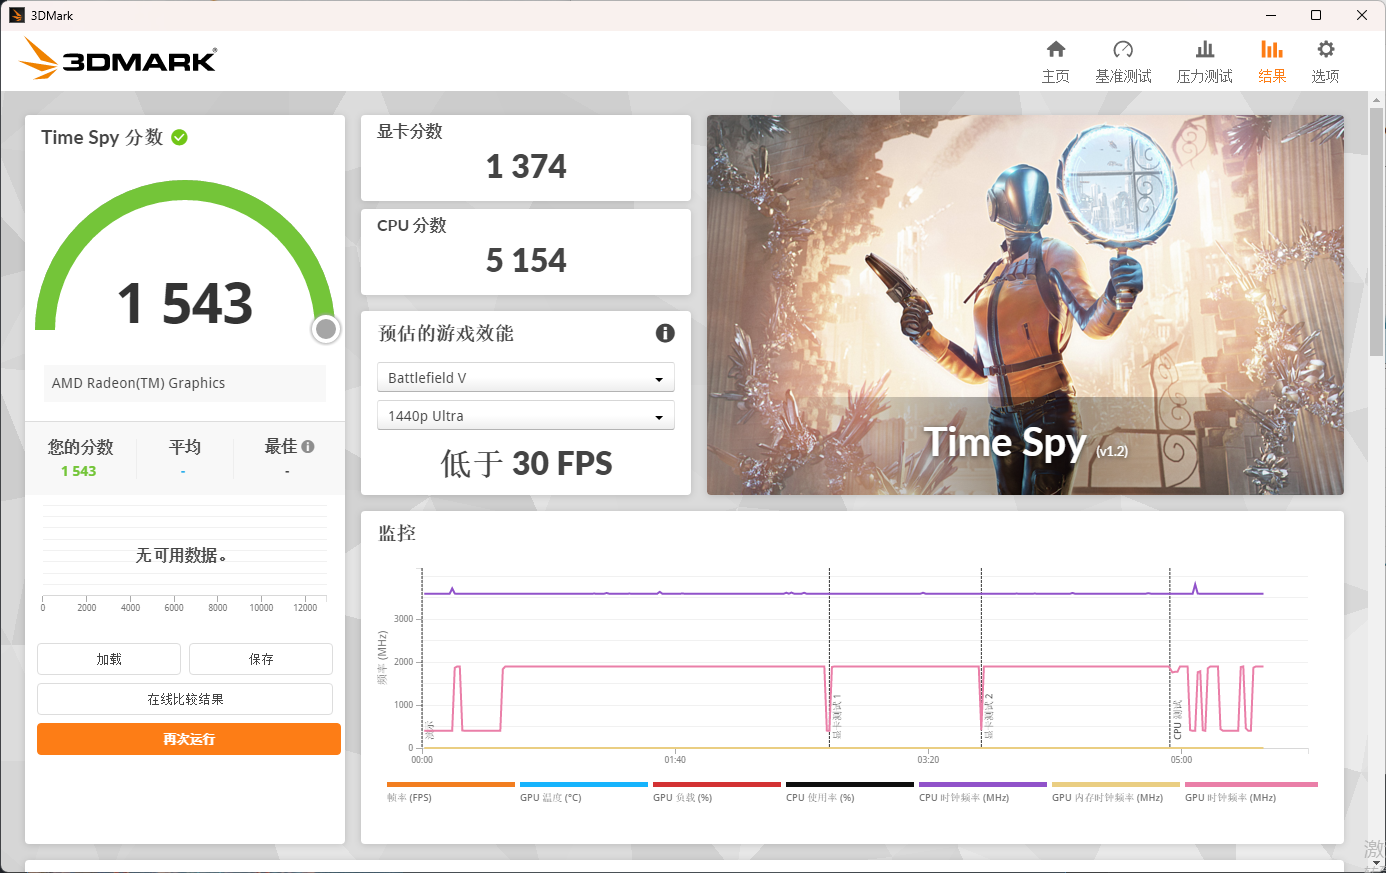 3DMark
3DMARK
主页
基准测试
压力测试
结果
选项
Time Spy 分数
1 543
AMD Radeon(TM) Graphics
您的分数
平均
最佳
1 543
-
-
无可用数据。
0 2000 4000 6000 8000 10000 12000
加载
保存
在线比较结果
再次运行
显卡分数
1 374
CPU 分数
5 154
预估的游戏效能
Battlefield V
1440p Ultra
低于 30 FPS
Time Spy (v1.2)
监控
频率 (MHz)
3000
2000
1000
0
演示
显卡测试 1
显卡测试 2
CPU 测试
00:00 01:40 03:20 05:00
帧率 (FPS)
GPU 温度 (°C)
GPU 负载 (%)
CPU 使用率 (%)
CPU 时钟频率 (MHz)
GPU 内存时钟频率 (MHz)
GPU 时钟频率 (MHz)
激